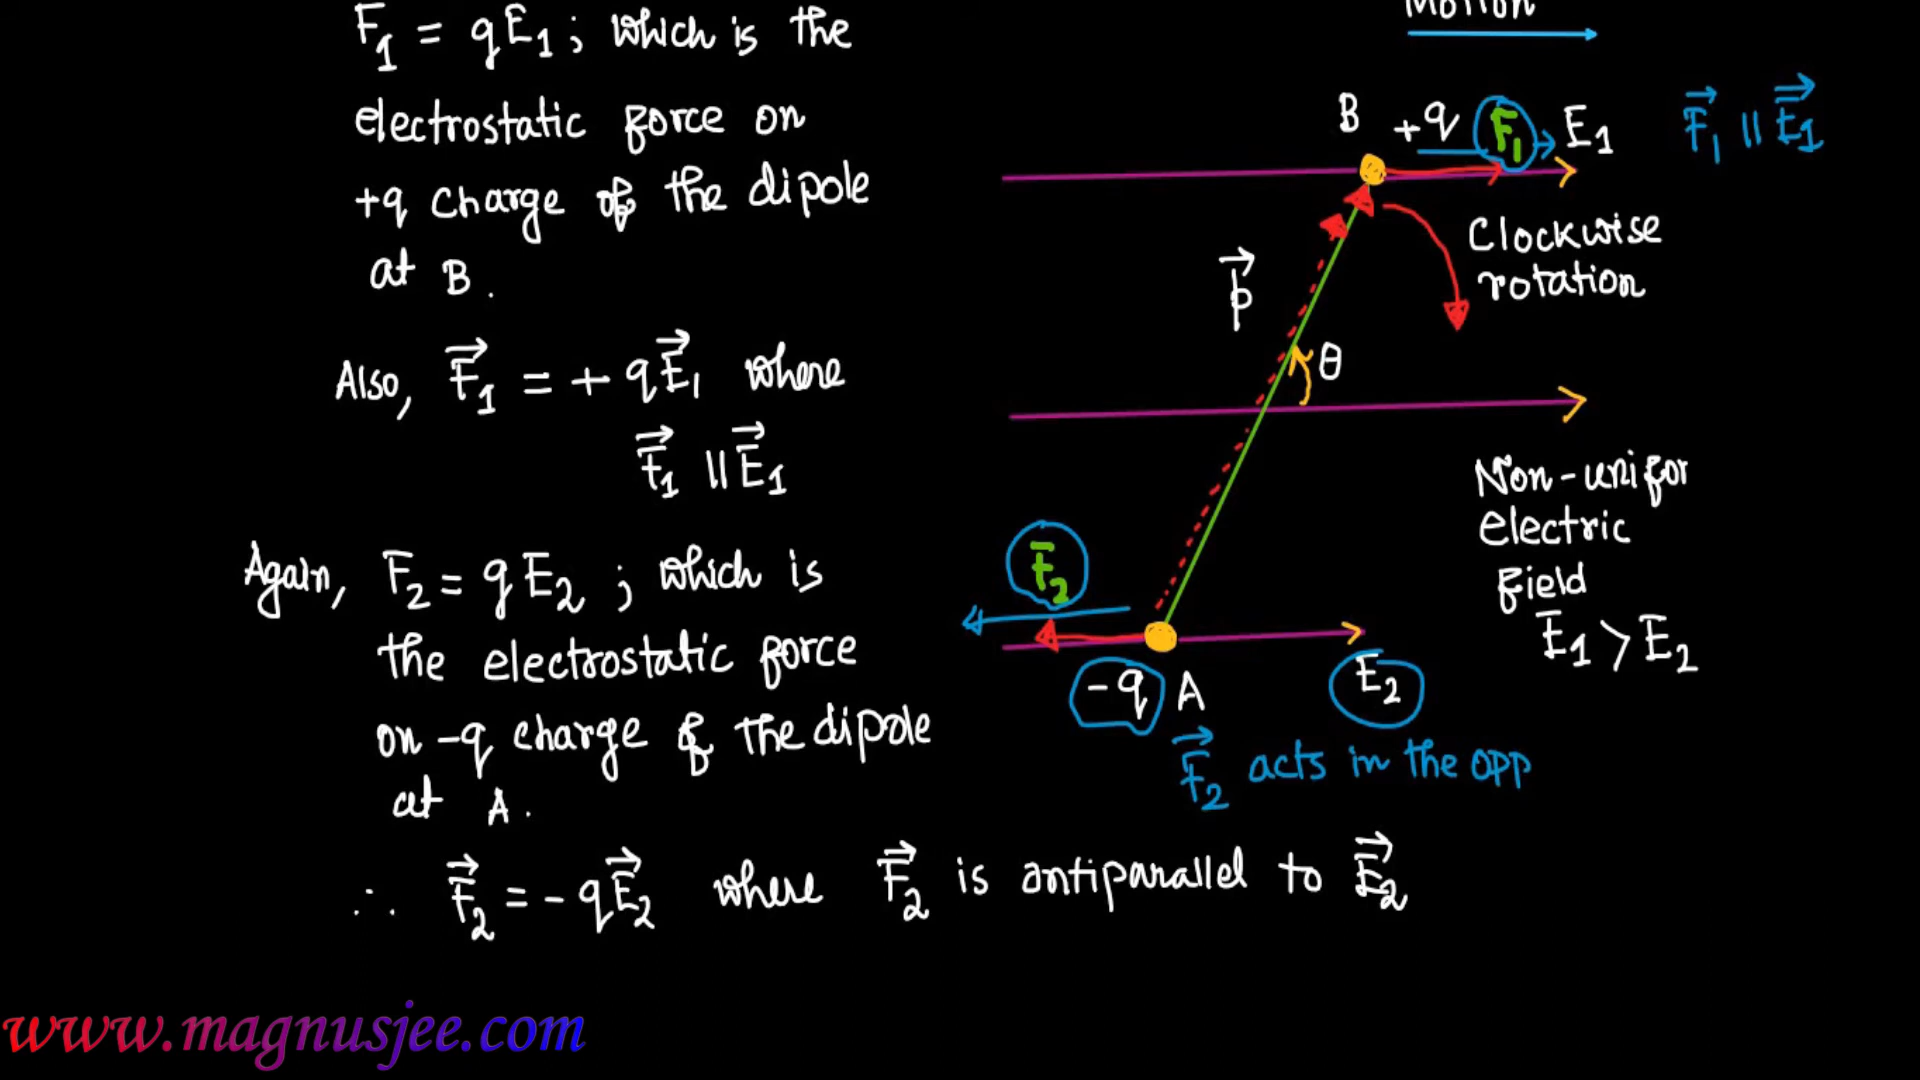 F1 = qE1 ; which is the
electrostatic force on
+q charge of the dipole
at B.
Also, F⃗1 = + qE⃗1 where
F⃗1 || E⃗1
Again, F2 = qE2 ; which is
the electrostatic force
on -q charge of the dipole
at A.
∴ F⃗2 = - qE⃗2 where F⃗2 is antiparallel to E⃗2
Motion
B +q F1 E1 F⃗1 || E⃗1
Clockwise
rotation
p⃗
θ
Non-unifor
electric
field
E1 > E2
F2
-q A E2
F⃗2 acts in the opp
www.magnusjee.com